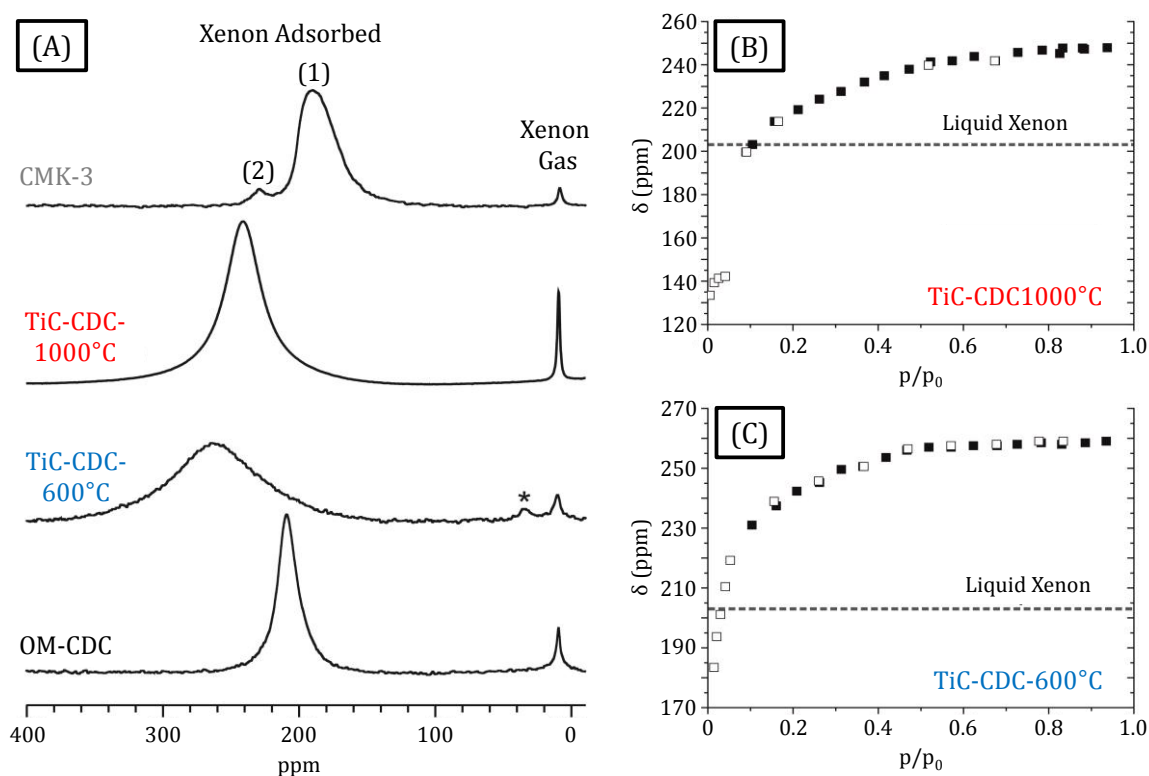 (A)
Xenon Adsorbed
(1)
(2)
Xenon
Gas
CMK-3
TiC-CDC-
1000°C
TiC-CDC-
600°C
*
OM-CDC
400 300 200 100 0
ppm
(B)
260
240
220
200
180
160
140
120
δ (ppm)
Liquid Xenon
TiC-CDC1000°C
0 0.2 0.4 0.6 0.8 1.0
p/p0
(C)
270
250
230
210
190
170
δ (ppm)
Liquid Xenon
TiC-CDC-600°C
0 0.2 0.4 0.6 0.8 1.0
p/p0